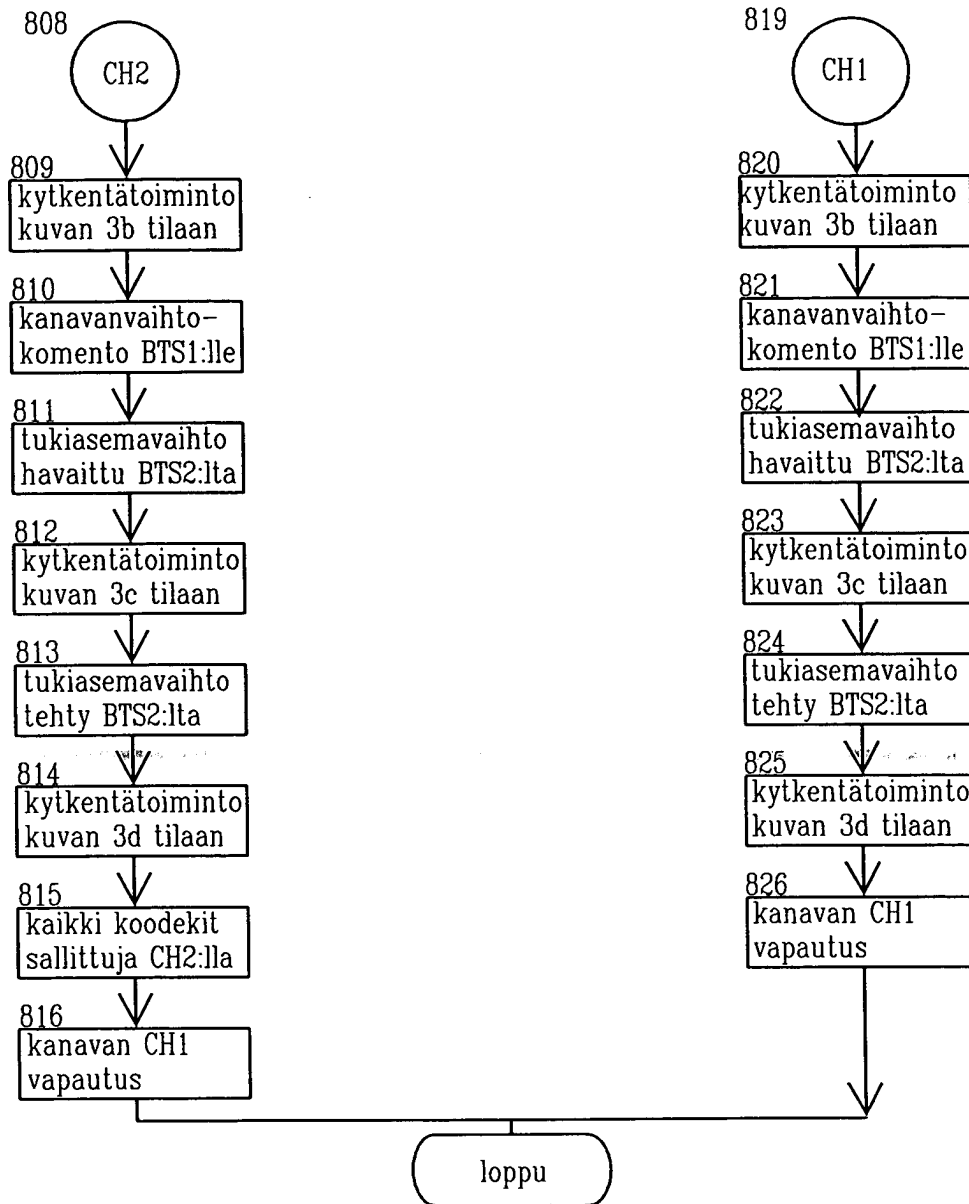 808
CH2
809
kytkentätoiminto
kuvan 3b tilaan
810
kanavanvaihto-
komento BTS1:lle
811
tukiasemavaihto
havaittu BTS2:lta
812
kytkentätoiminto
kuvan 3c tilaan
813
tukiasemavaihto
tehty BTS2:lta
814
kytkentätoiminto
kuvan 3d tilaan
815
kaikki koodekit
sallittuja CH2:lla
816
kanavan CH1
vapautus
819
CH1
820
kytkentätoiminto
kuvan 3b tilaan
821
kanavanvaihto-
komento BTS1:lle
822
tukiasemavaihto
havaittu BTS2:lta
823
kytkentätoiminto
kuvan 3c tilaan
824
tukiasemavaihto
tehty BTS2:lta
825
kytkentätoiminto
kuvan 3d tilaan
826
kanavan CH1
vapautus
loppu